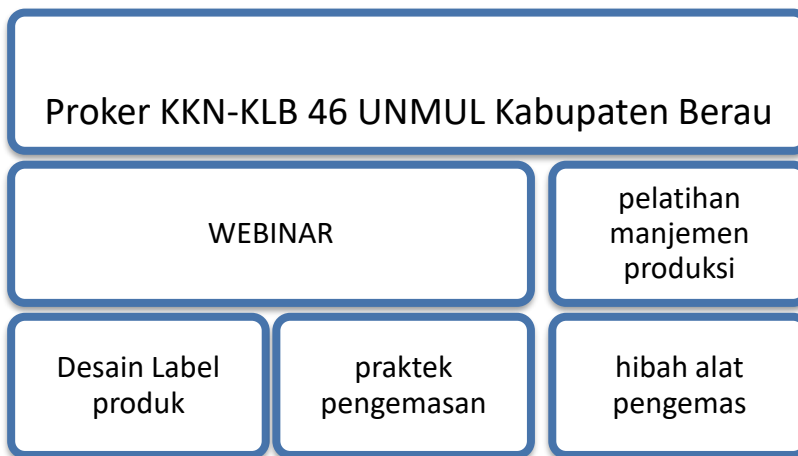 Proker KKN-KLB 46 UNMUL Kabupaten Berau
WEBINAR
pelatihan
manjemen
produksi
Desain Label
produk
praktek
pengemasan
hibah alat
pengemas